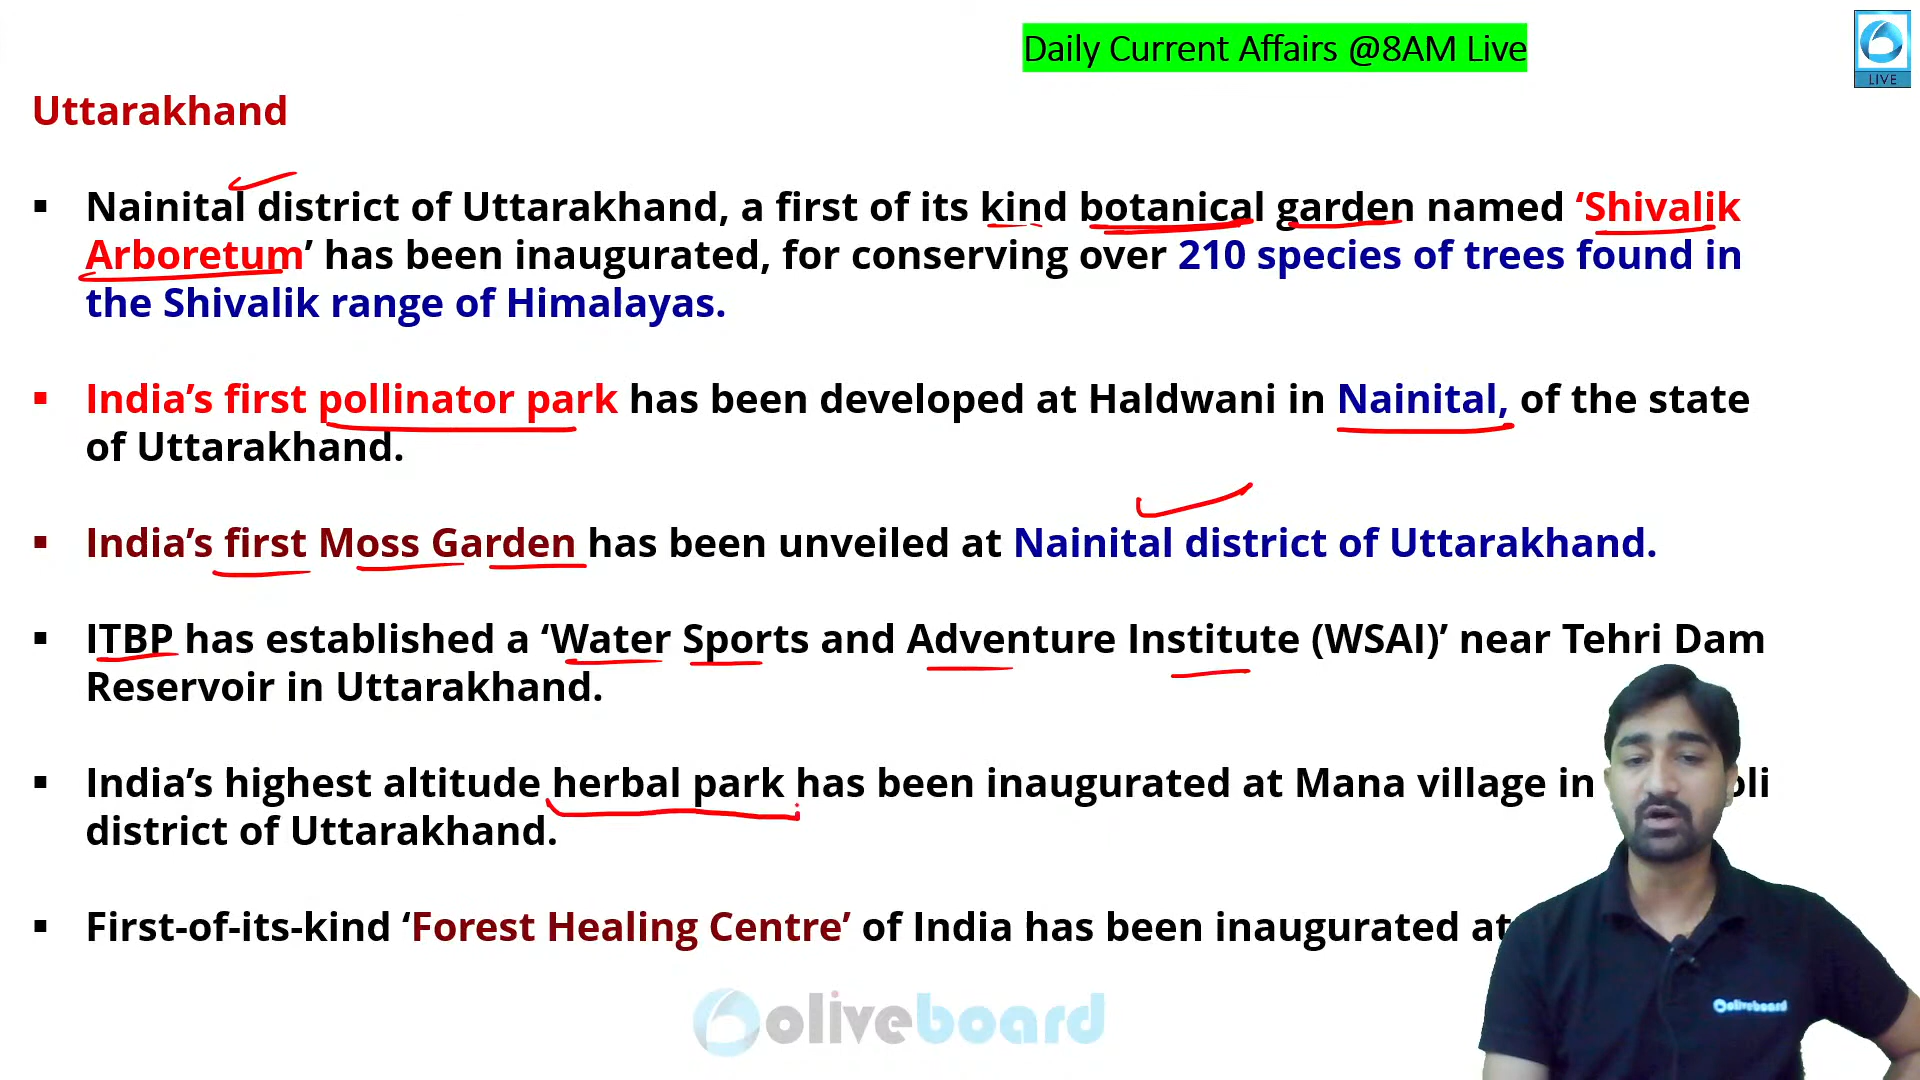 Daily Current Affairs @8AM Live
LIVE
Uttarakhand
▪ Nainital district of Uttarakhand, a first of its kind botanical garden named ‘Shivalik
Arboretum’ has been inaugurated, for conserving over 210 species of trees found in
the Shivalik range of Himalayas.
▪ India’s first pollinator park has been developed at Haldwani in Nainital, of the state
of Uttarakhand.
▪ India’s first Moss Garden has been unveiled at Nainital district of Uttarakhand.
▪ ITBP has established a ‘Water Sports and Adventure Institute (WSAI)’ near Tehri Dam
Reservoir in Uttarakhand.
▪ India’s highest altitude herbal park has been inaugurated at Mana village in
district of Uttarakhand.
▪ First-of-its-kind ‘Forest Healing Centre’ of India has been inaugurated at
oliveboard
oliveboard